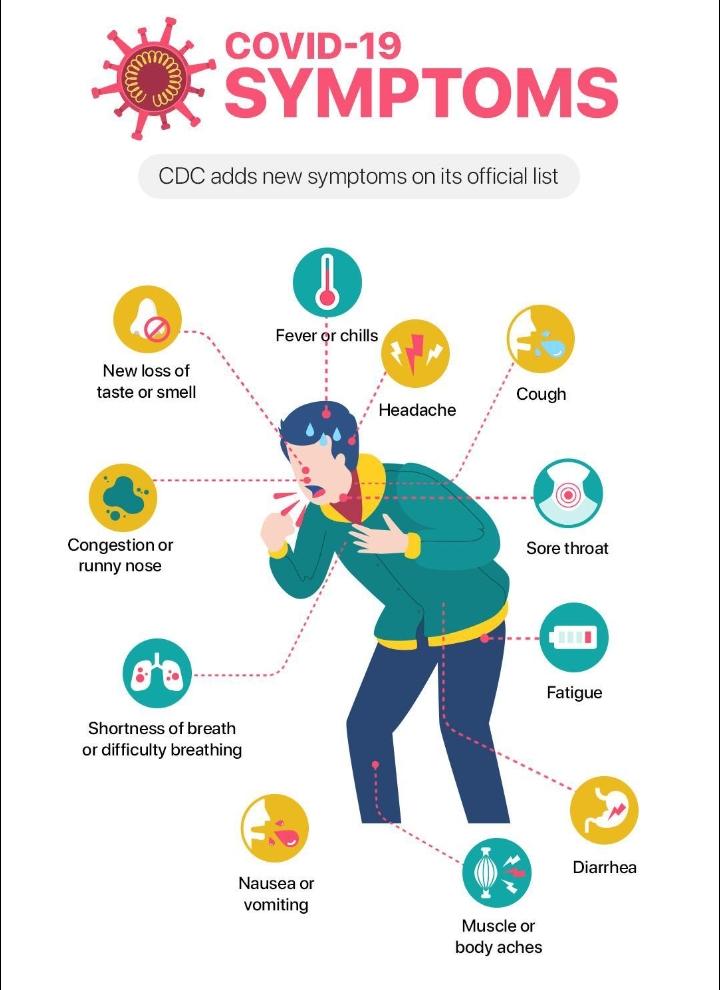 COVID-19
SYMPTOMS
CDC adds new symptoms on its official list
Fever or chills
New loss of
taste or smell
Headache
Cough
Congestion or
runny nose
Sore throat
Fatigue
Shortness of breath
or difficulty breathing
Diarrhea
Nausea or
vomiting
Muscle or
body aches